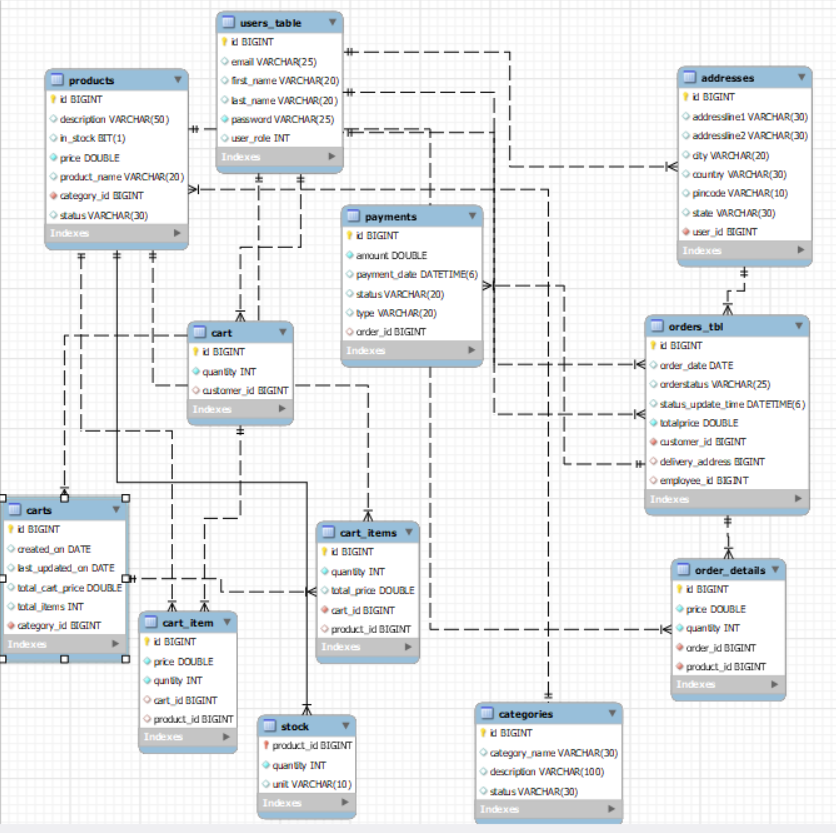 users_table
id BIGINT
email VARCHAR(25)
first_name VARCHAR(20)
last_name VARCHAR(20)
password VARCHAR(25)
user_role INT
Indexes
products
id BIGINT
description VARCHAR(50)
in_stock BIT(1)
price DOUBLE
product_name VARCHAR(20)
category_id BIGINT
status VARCHAR(30)
Indexes
addresses
id BIGINT
addressline1 VARCHAR(30)
addressline2 VARCHAR(30)
city VARCHAR(20)
country VARCHAR(30)
pincode VARCHAR(10)
state VARCHAR(30)
user_id BIGINT
Indexes
payments
id BIGINT
amount DOUBLE
payment_date DATETIME(6)
status VARCHAR(20)
type VARCHAR(20)
order_id BIGINT
Indexes
cart
id BIGINT
quantity INT
customer_id BIGINT
Indexes
orders_tbl
id BIGINT
order_date DATE
orderstatus VARCHAR(25)
status_update_time DATETIME(6)
totalprice DOUBLE
customer_id BIGINT
delivery_address BIGINT
employee_id BIGINT
Indexes
carts
id BIGINT
created_on DATE
last_updated_on DATE
total_cart_price DOUBLE
total_items INT
category_id BIGINT
Indexes
cart_items
id BIGINT
quantity INT
total_price DOUBLE
cart_id BIGINT
product_id BIGINT
Indexes
order_details
id BIGINT
price DOUBLE
quantity INT
order_id BIGINT
product_id BIGINT
Indexes
cart_item
id BIGINT
price DOUBLE
quntity INT
cart_id BIGINT
product_id BIGINT
Indexes
stock
product_id BIGINT
quantity INT
unit VARCHAR(10)
Indexes
categories
id BIGINT
category_name VARCHAR(30)
description VARCHAR(100)
status VARCHAR(30)
Indexes